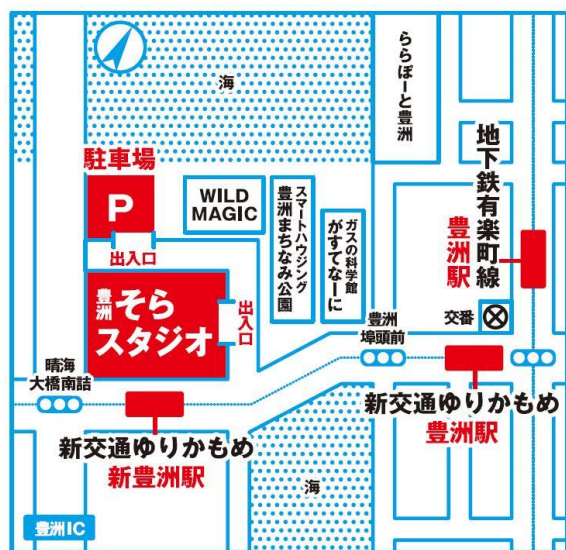 海
ららぽーと豊洲
地下鉄有楽町線
豊洲駅
駐車場
P
出入口
WILD
MAGIC
スマートハウジング
豊洲まちなみ公園
ガスの科学館
がすてなーに
豊洲
そら
スタジオ
出入口
交番
豊洲
埠頭前
晴海
大橋南詰
新交通ゆりかもめ
豊洲駅
新交通ゆりかもめ
新豊洲駅
海
豊洲IC